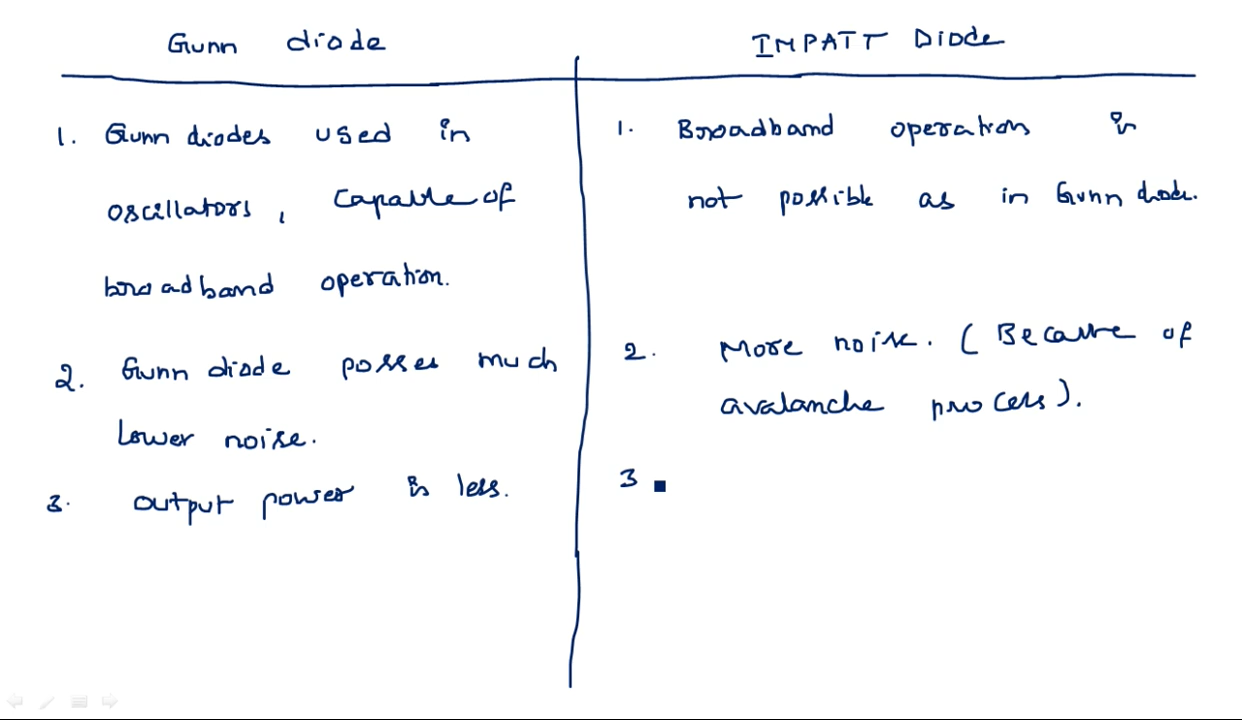 Gunn diode
IMPATT Diode
1. Gunn diodes used in
oscillators, Capable of
broadband operation.
2. Gunn diode posses much
lower noise.
3. output power is less.
1. Broadband operation is
not possible as in Gunn diode.
2. More noise. (Because of
avalanche process).
3